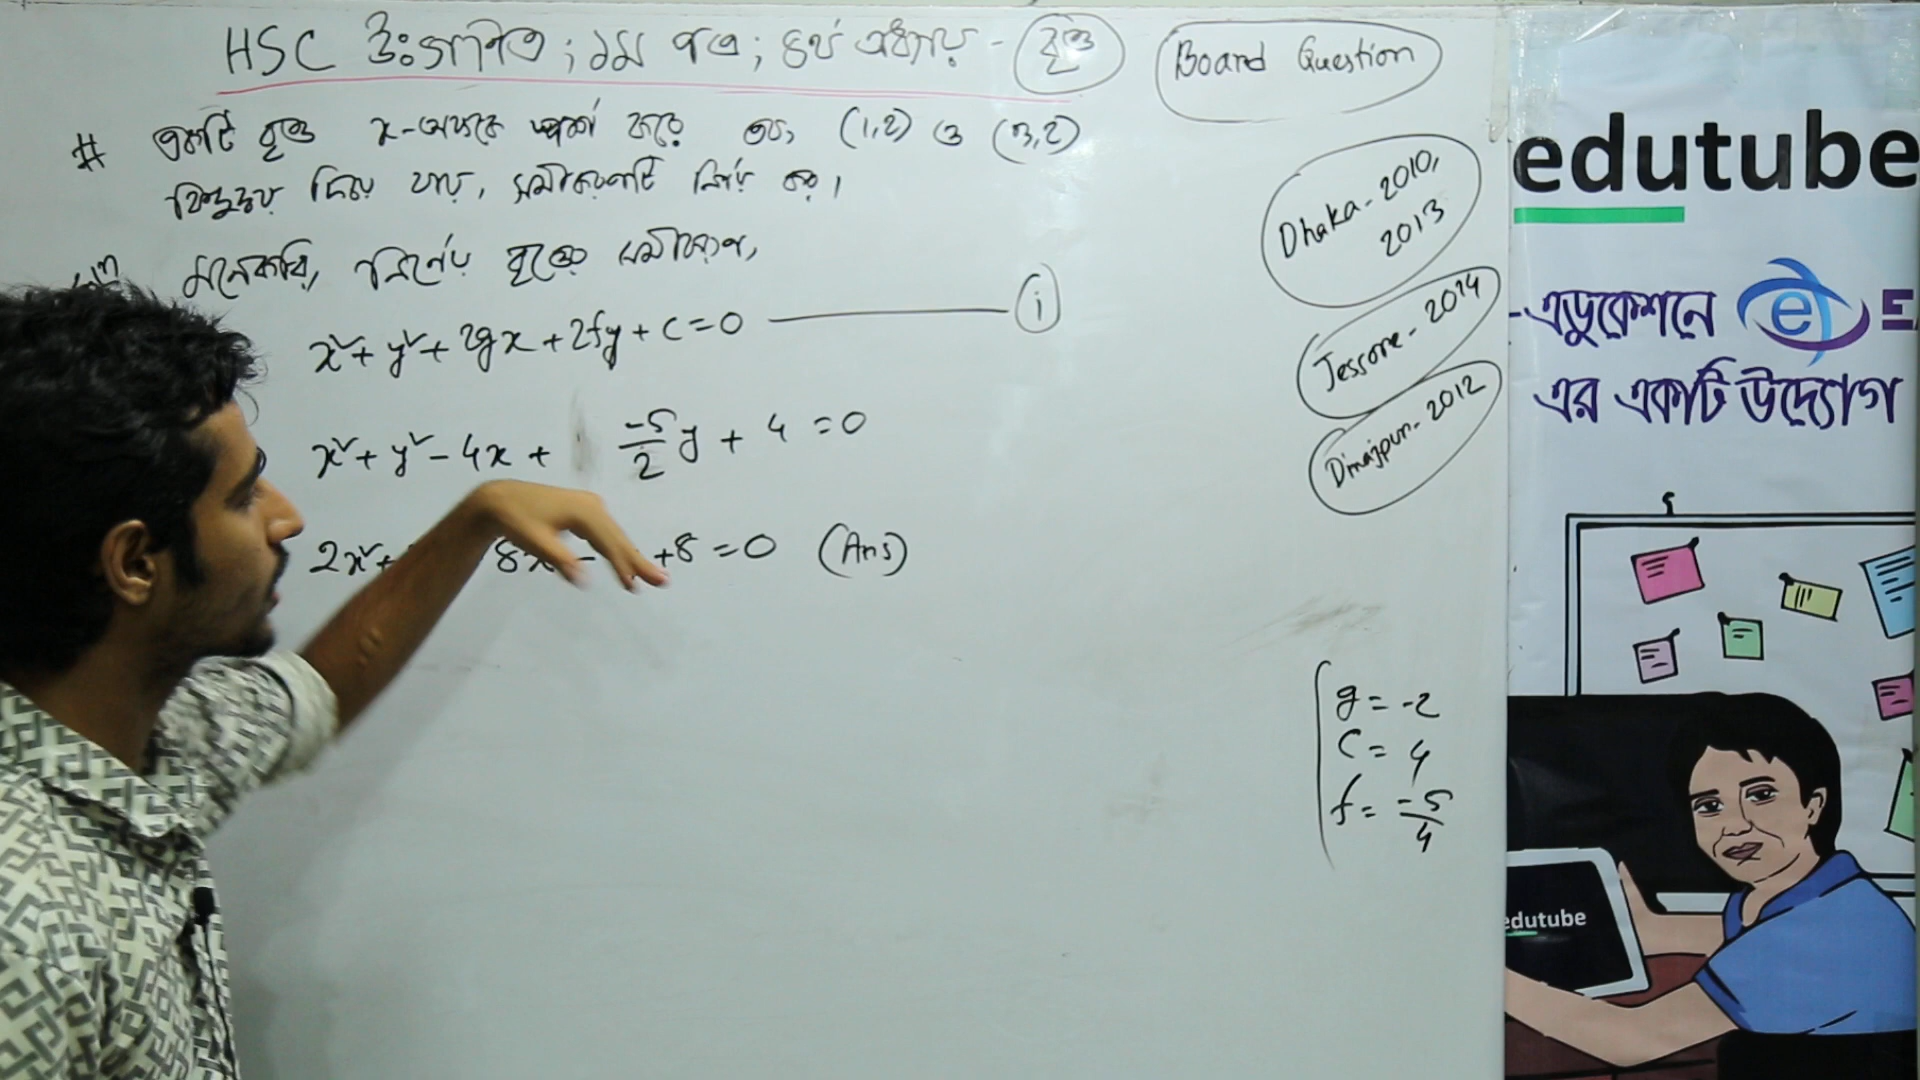 HSC উঃগণিত ; ১ম পত্র ; ৪র্থ অধ্যায় - বৃত্ত
Board Question
# একটি বৃত্ত x-অক্ষকে স্পর্শ করে এবং (1,2) ও (3,2)
বিন্দুদ্বয় দিয়ে যায়, সমীকরণটি নির্ণয় কর।
মনেকরি, নির্ণেয় বৃত্তের সমীকরণ,
x²+ y²+ 2gx + 2fy + c = 0 i
x²+ y² - 4x + -5/2 y + 4 = 0
2x²+ 8x - +8 = 0 (Ans)
Dhaka - 2010, 2013
Jessore - 2014
Dinajpur - 2012
g = -2
c = 4
f = -5/4
edutube
-এডুকেশনে e E
এর একটি উদ্যোগ
edutube